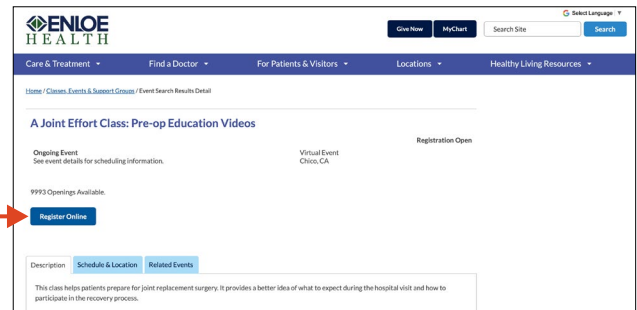 Select Language ▼
ENLOE
HEALTH
Give Now
MyChart
Search Site
Search
Care & Treatment
Find a Doctor
For Patients & Visitors
Locations
Healthy Living Resources
Home / Classes, Events & Support Groups / Event Search Results Detail
A Joint Effort Class: Pre-op Education Videos
Registration Open
Ongoing Event
Virtual Event
See event details for scheduling information.
Chico, CA
9993 Openings Available.
Register Online
Description
Schedule & Location
Related Events
This class helps patients prepare for joint replacement surgery. It provides a better idea of what to expect during the hospital visit and how to
participate in the recovery process.